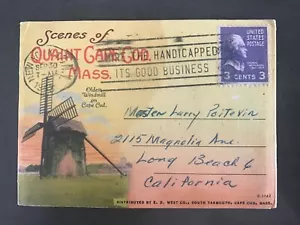 Scenes of
QUAINT CAPE COD,
MASS.
THE HANDICAPPED
ITS GOOD BUSINESS
UNITED STATES
POSTAGE
3 CENTS 3
Olden
Windmill
on
Cape Cod.
Master Larry Poitevin
2115 Magnolia Ave
Long Beach 6
California
DISTRIBUTED BY E. D. WEST CO., SOUTH YARMOUTH, CAPE COD, MASS.